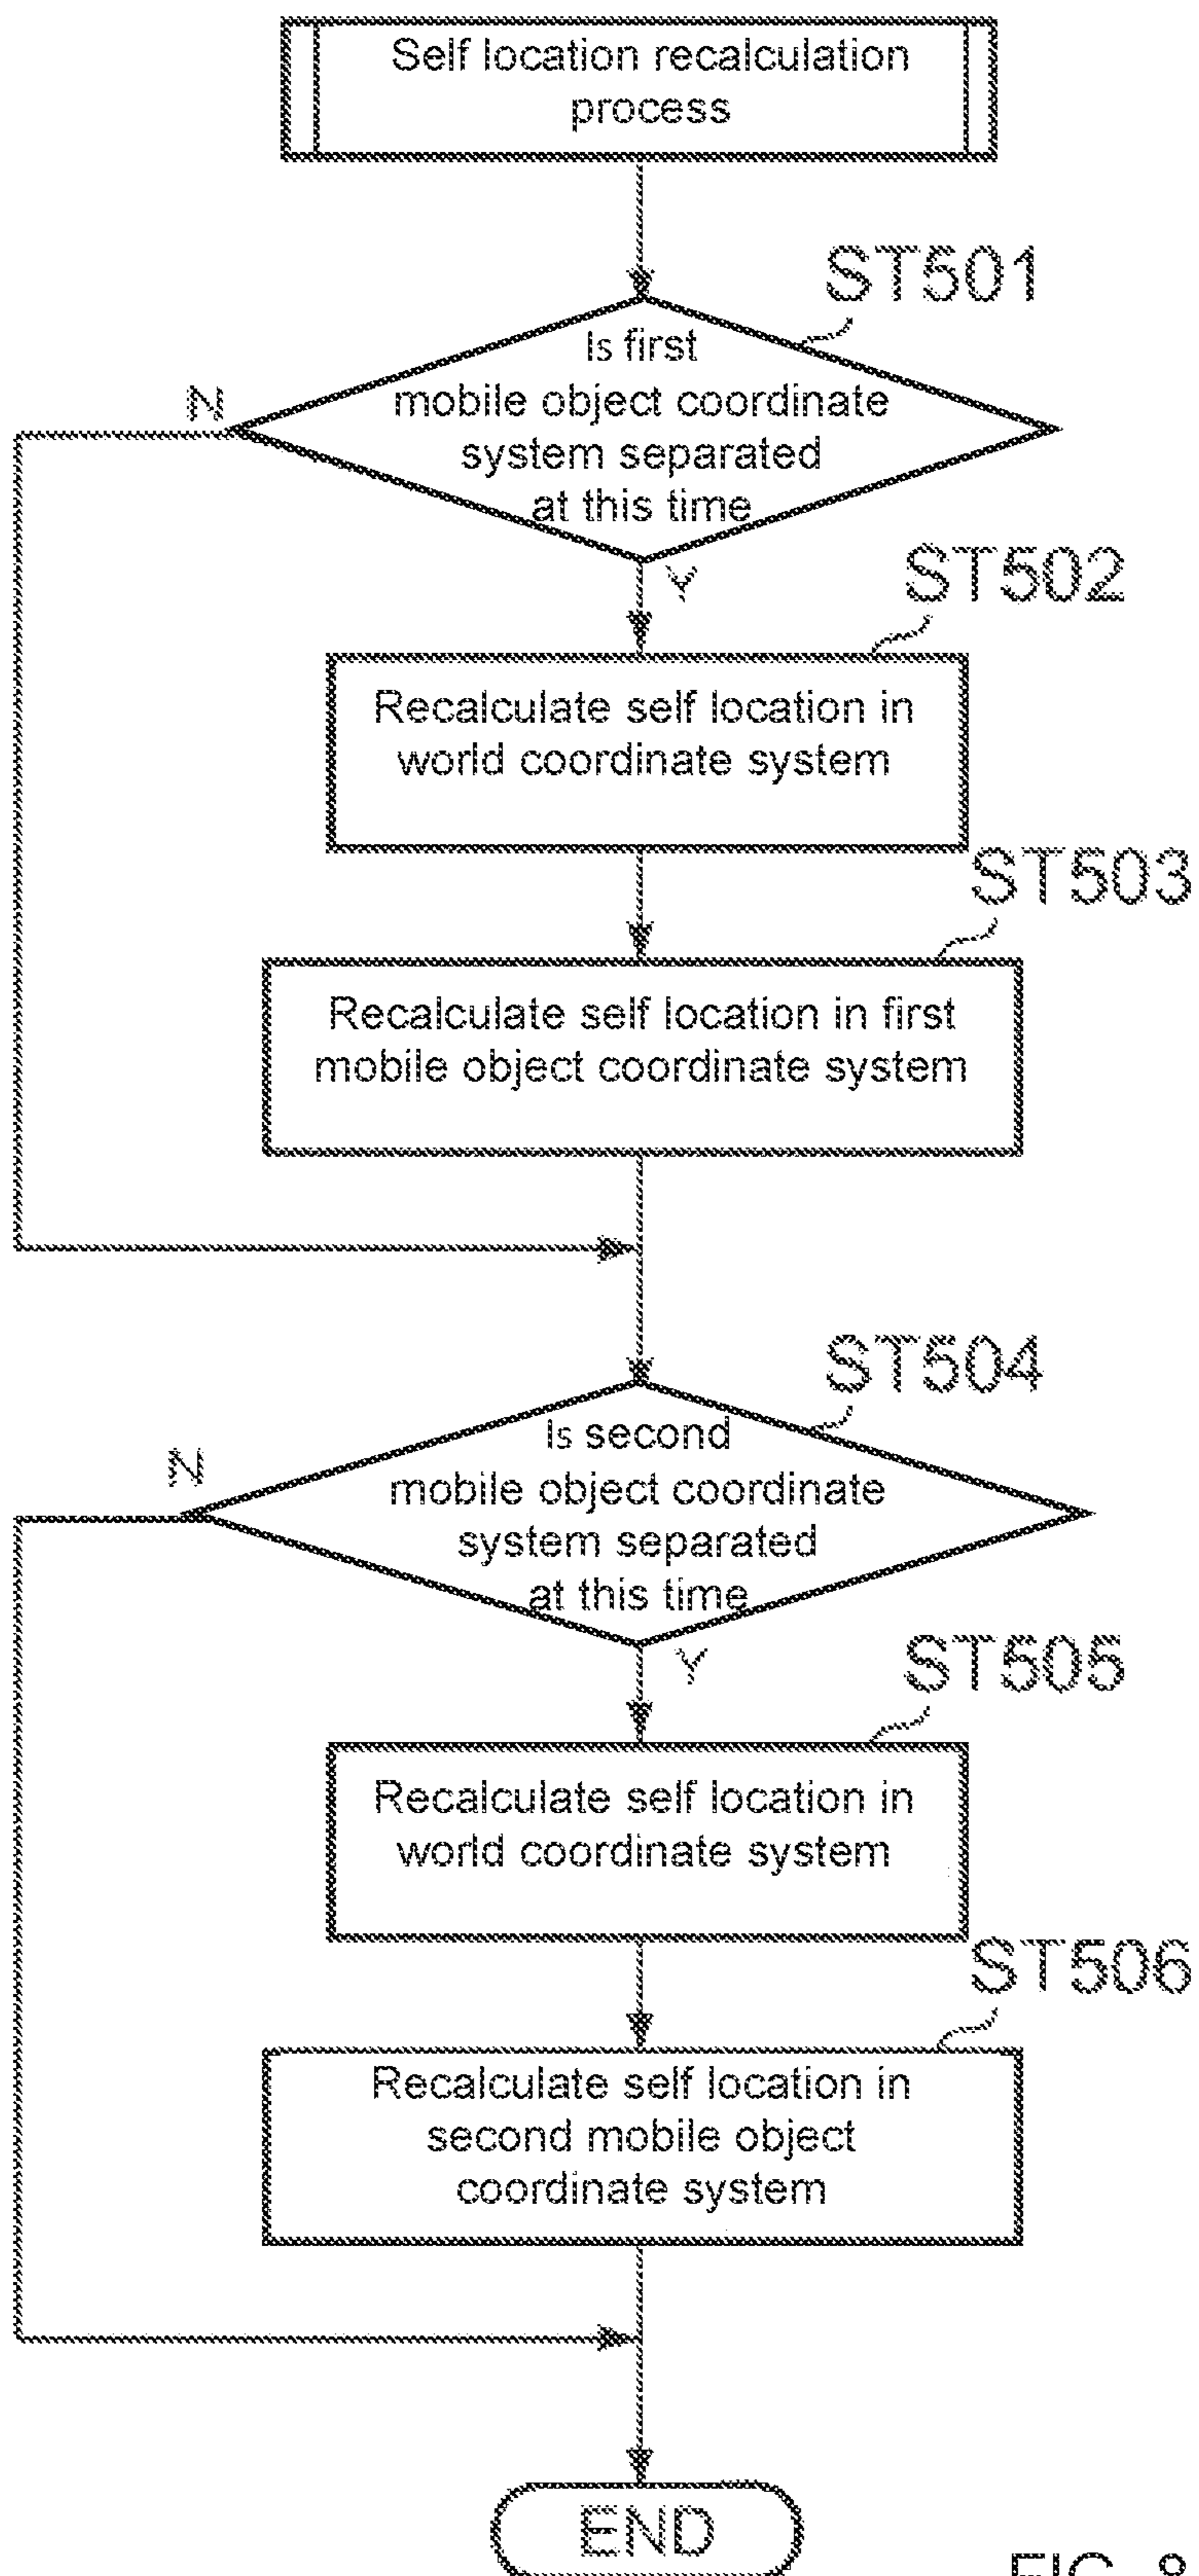 Self location recalculation
process
ST501
Is first
mobile object coordinate
system separated
at this time
N
Y
ST502
Recalculate self location in
world coordinate system
ST503
Recalculate self location in first
mobile object coordinate system
ST504
Is second
mobile object coordinate
system separated
at this time
N
Y
ST505
Recalculate self location in
world coordinate system
ST506
Recalculate self location in
second mobile object
coordinate system
END
FIG. 8